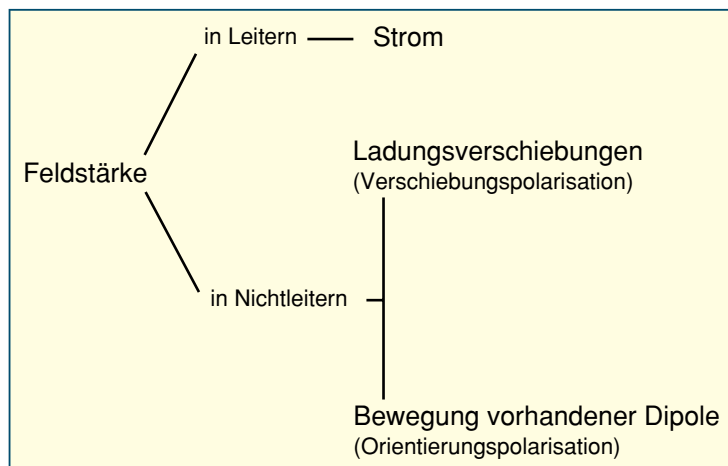 in Leitern
Strom
Feldstärke
Ladungsverschiebungen
(Verschiebungspolarisation)
in Nichtleitern
Bewegung vorhandener Dipole
(Orientierungspolarisation)